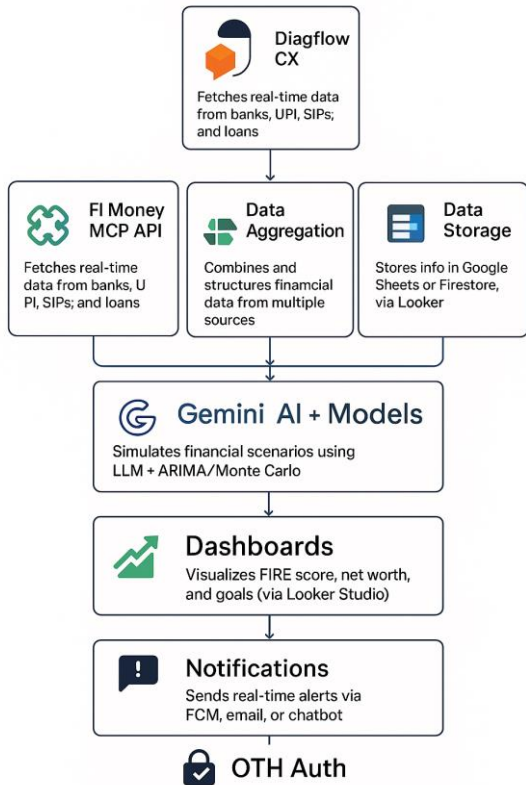 Diagflow
CX
Fetches real-time data
from banks, UPI, SIPs;
and loans
FI Money
MCP API
Fetches real-time
data from banks, U
PI, SIPs; and loans
Data
Aggregation
Combines and
structures finamcial
data from multiple
sources
Data
Storage
Stores info in Google
Sheets or Firestore,
via Looker
Gemini AI + Models
Simulates financial scenarios using
LLM + ARIMA/Monte Carlo
Dashboards
Visualizes FIRE score, net worth,
and goals (via Looker Studio)
Notifications
Sends real-time alerts via
FCM, email, or chatbot
OTH Auth